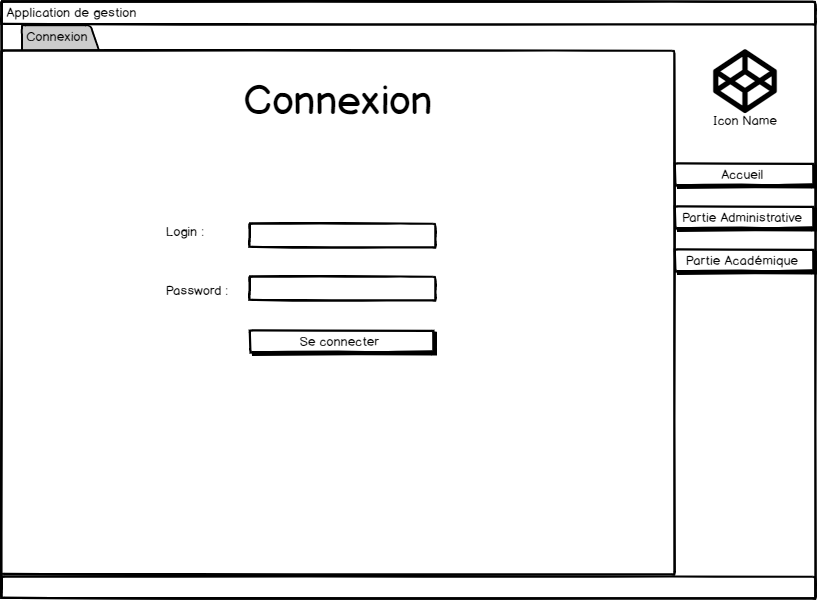 Application de gestion
Connexion
Connexion
Icon Name
Accueil
Partie Administrative
Partie Académique
Login :
Password :
Se connecter